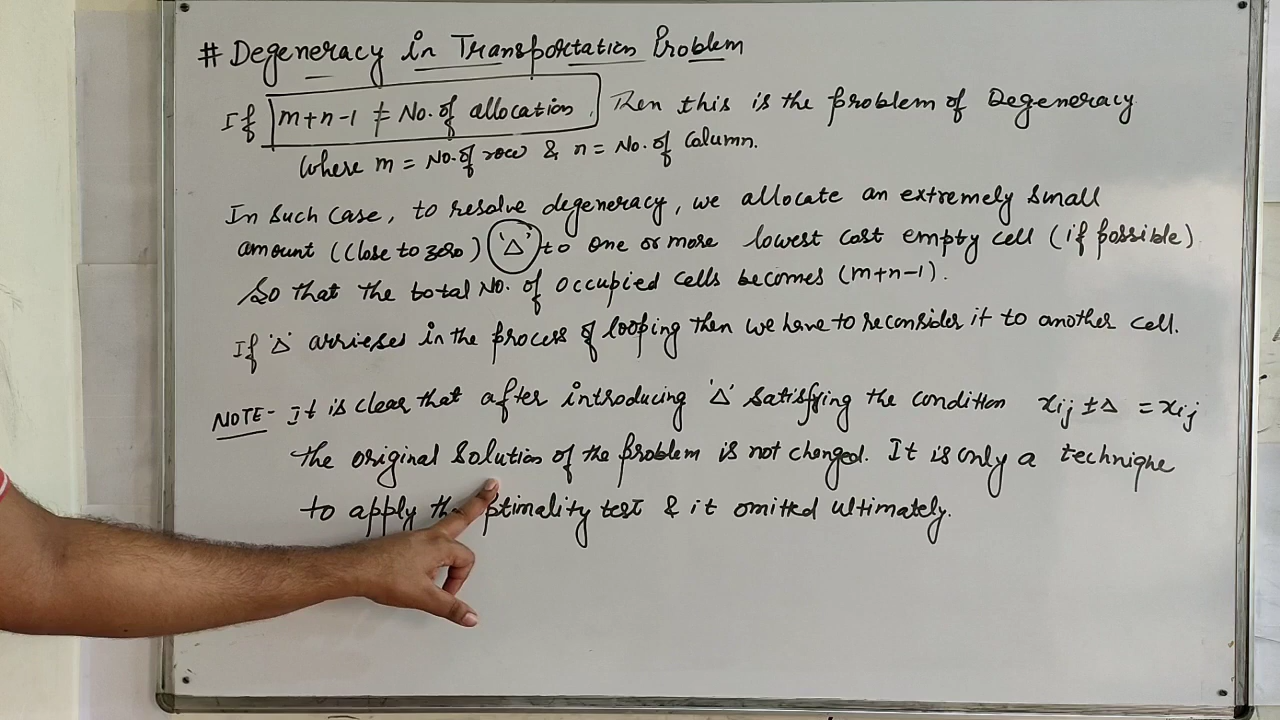 # Degeneracy in Transportation Problem
If m+n-1 ≠ No. of allocation, Then this is the problem of Degeneracy
Where m = No. of row & n = No. of Column.
In Such Case, to resolve degeneracy, we allocate an extremely small
amount (Close to zero) 'Δ' to one or more lowest cost empty cell (if possible).
So that the total No. of occupied cells becomes (m+n-1).
If 'Δ' arrieses in the process of looping then we have to reconsider it to another cell.
NOTE- It is clear that after introducing 'Δ' Satisfying the condition xij ± Δ = xij
the original Solution of the problem is not changed. It is only a technique
to apply the optimality test & it omitted ultimately.